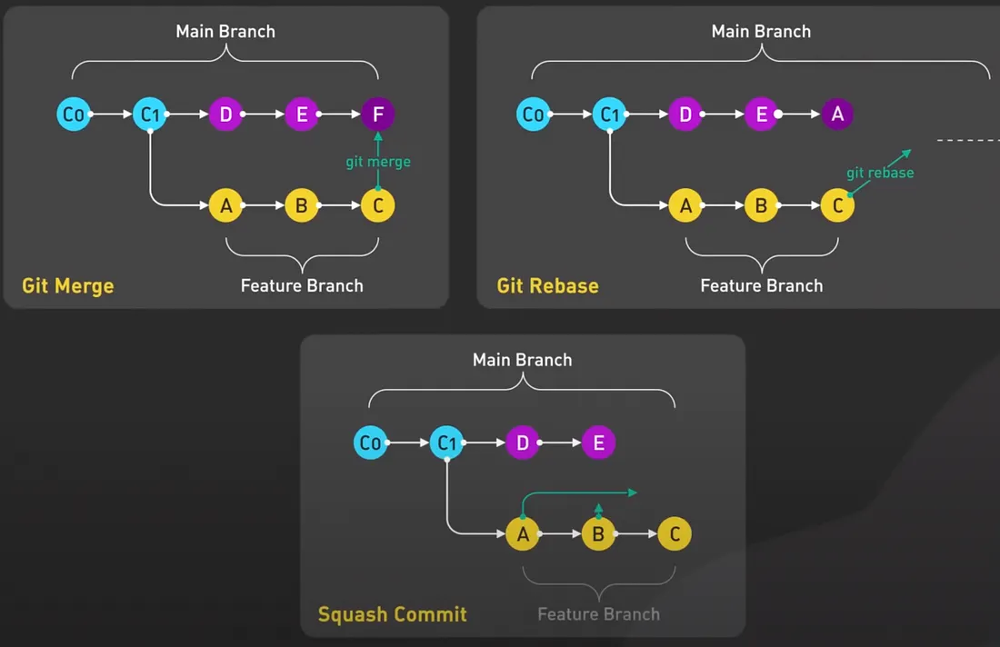 Main Branch
C0 C1 D E F
git merge
A B C
Git Merge
Feature Branch
Main Branch
C0 C1 D E A
git rebase
A B C
Git Rebase
Feature Branch
Main Branch
C0 C1 D E
A B C
Squash Commit
Feature Branch